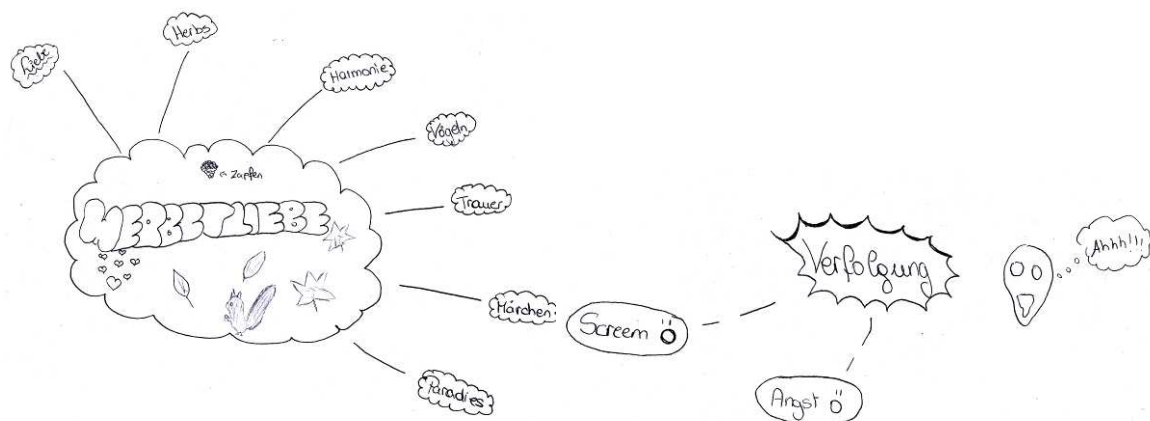 Liebe
Herbs
Harmonie
Vögeln
= Zapfen
HERBSTLIEBE
Trauer
Märchen
Paradies
Screem
Verfolgung
Angst
Ahhh!!!